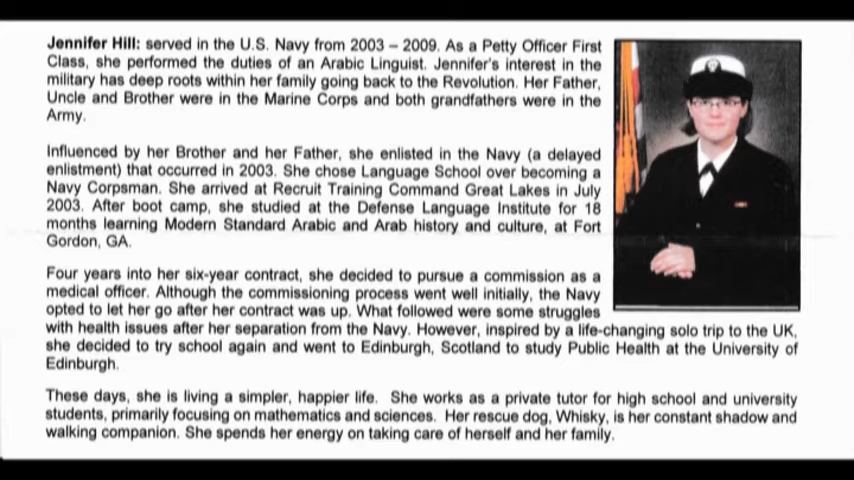 Jennifer Hill: served in the U.S. Navy from 2003 – 2009. As a Petty Officer First
Class, she performed the duties of an Arabic Linguist. Jennifer's interest in the
military has deep roots within her family going back to the Revolution. Her Father,
Uncle and Brother were in the Marine Corps and both grandfathers were in the
Army.
Influenced by her Brother and her Father, she enlisted in the Navy (a delayed
enlistment) that occurred in 2003. She chose Language School over becoming a
Navy Corpsman. She arrived at Recruit Training Command Great Lakes in July
2003. After boot camp, she studied at the Defense Language Institute for 18
months learning Modern Standard Arabic and Arab history and culture, at Fort
Gordon, GA.
Four years into her six-year contract, she decided to pursue a commission as a
medical officer. Although the commissioning process went well initially, the Navy
opted to let her go after her contract was up. What followed were some struggles
with health issues after her separation from the Navy. However, inspired by a life-changing solo trip to the UK,
she decided to try school again and went to Edinburgh, Scotland to study Public Health at the University of
Edinburgh.
These days, she is living a simpler, happier life. She works as a private tutor for high school and university
students, primarily focusing on mathematics and sciences. Her rescue dog, Whisky, is her constant shadow and
walking companion. She spends her energy on taking care of herself and her family.